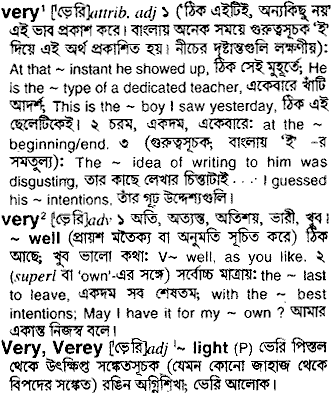 very¹ [ˈভেরি]attrib. adj ১ ('ঠিক এইটিই, অন্যকিছু নয়'
এই ভাব প্রকাশ করে। বাংলায় অনেক সময়ে গুরুত্বসূচক 'ই'
দিয়ে এই অর্থ প্রকাশিত হয়। নীচের দৃষ্টান্তগুলি লক্ষণীয়):
At that ~ instant he showed up, ঠিক সেই মুহূর্তে; He
is the ~ type of a dedicated teacher, একেবারে খাঁটি
আদর্শ, This is the ~ boy I saw yesterday, ঠিক এই
ছেলেটিকেই। ২ চরম, একদম, একেবারে: at the ~
beginning/end. ৩ (গুরুত্বসূচক; বাংলায় 'ই' -র
সমতুল্য): The ~ idea of writing to him was
disgusting, তার কাছে লেখার চিন্তাটাই . . . I guessed
his ~ intentions, তাঁর গূঢ় উদ্দেশ্যগুলি।
very² [ˈভেরি]adv ১ অতি, অত্যন্ত, অতিশয়, ভারী, খুব।
~ well (প্রায়শ মতৈক্য বা অনুমতি সূচিত করে) ঠিক
আছে; খুব ভালো কথা: V~ well, as you like. ২
(superl বা 'own'-এর সঙ্গে) সর্বোচ্চ মাত্রায়: the ~ last
to leave, একদম সব শেষতম; with the ~ best
intentions; May I have it for my ~ own ? আমার
একান্ত নিজস্ব বলে।
Very, Verey [ˈভেরি]adj ~ light (P) ভেরি পিস্তল
থেকে উৎক্ষিপ্ত সঙ্কেতসূচক (যেমন কোনো জাহাজ থেকে
বিপদের সঙ্কেত) রঙিন অগ্নিশিখা; ভেরি আলোক।